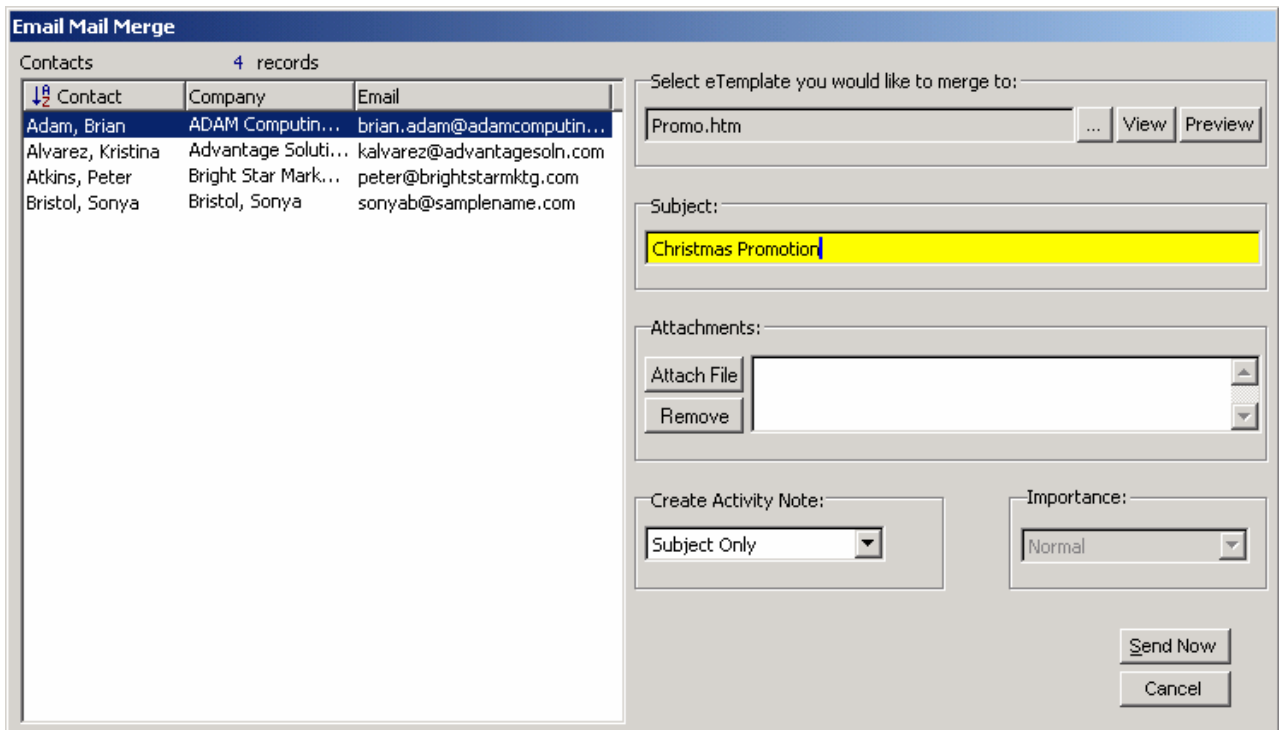 Email Mail Merge
Contacts 4 records
Contact Company Email
Adam, Brian ADAM Computin... brian.adam@adamcomputin...
Alvarez, Kristina Advantage Soluti... kalvarez@advantagesoln.com
Atkins, Peter Bright Star Mark... peter@brightstarmktg.com
Bristol, Sonya Bristol, Sonya sonyab@samplename.com
Select eTemplate you would like to merge to:
Promo.htm ... View Preview
Subject:
Christmas Promotion
Attachments:
Attach File
Remove
Create Activity Note:
Subject Only
Importance:
Normal
Send Now
Cancel